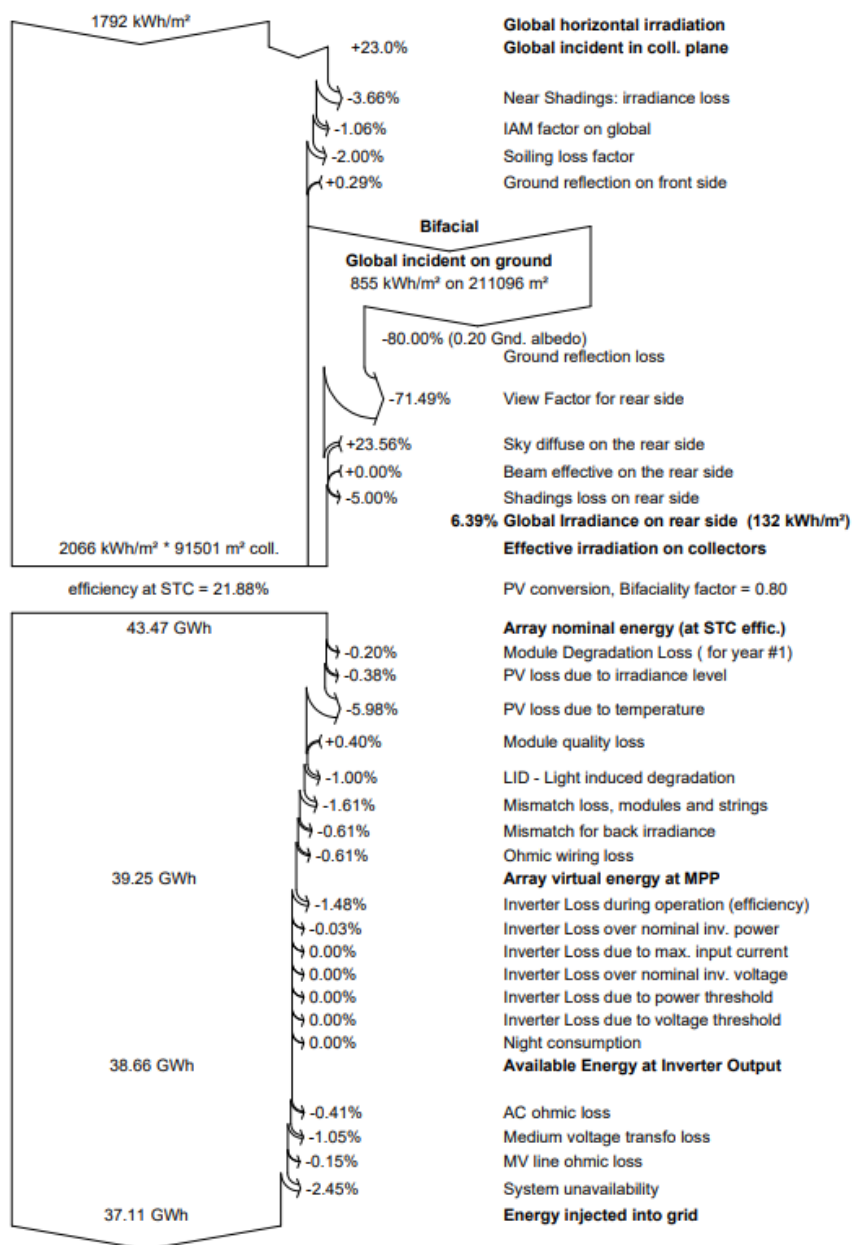 1792 kWh/m² Global horizontal irradiation
+23.0% Global incident in coll. plane
-3.66% Near Shadings: irradiance loss
-1.06% IAM factor on global
-2.00% Soiling loss factor
+0.29% Ground reflection on front side
Bifacial
Global incident on ground
855 kWh/m² on 211096 m²
-80.00% (0.20 Gnd. albedo)
Ground reflection loss
-71.49% View Factor for rear side
+23.56% Sky diffuse on the rear side
+0.00% Beam effective on the rear side
-5.00% Shadings loss on rear side
6.39% Global Irradiance on rear side (132 kWh/m²)
2066 kWh/m² * 91501 m² coll. Effective irradiation on collectors
efficiency at STC = 21.88% PV conversion, Bifaciality factor = 0.80
43.47 GWh Array nominal energy (at STC effic.)
-0.20% Module Degradation Loss ( for year #1)
-0.38% PV loss due to irradiance level
-5.98% PV loss due to temperature
+0.40% Module quality loss
-1.00% LID - Light induced degradation
-1.61% Mismatch loss, modules and strings
-0.61% Mismatch for back irradiance
-0.61% Ohmic wiring loss
39.25 GWh Array virtual energy at MPP
-1.48% Inverter Loss during operation (efficiency)
-0.03% Inverter Loss over nominal inv. power
0.00% Inverter Loss due to max. input current
0.00% Inverter Loss over nominal inv. voltage
0.00% Inverter Loss due to power threshold
0.00% Inverter Loss due to voltage threshold
0.00% Night consumption
38.66 GWh Available Energy at Inverter Output
-0.41% AC ohmic loss
-1.05% Medium voltage transfo loss
-0.15% MV line ohmic loss
-2.45% System unavailability
37.11 GWh Energy injected into grid